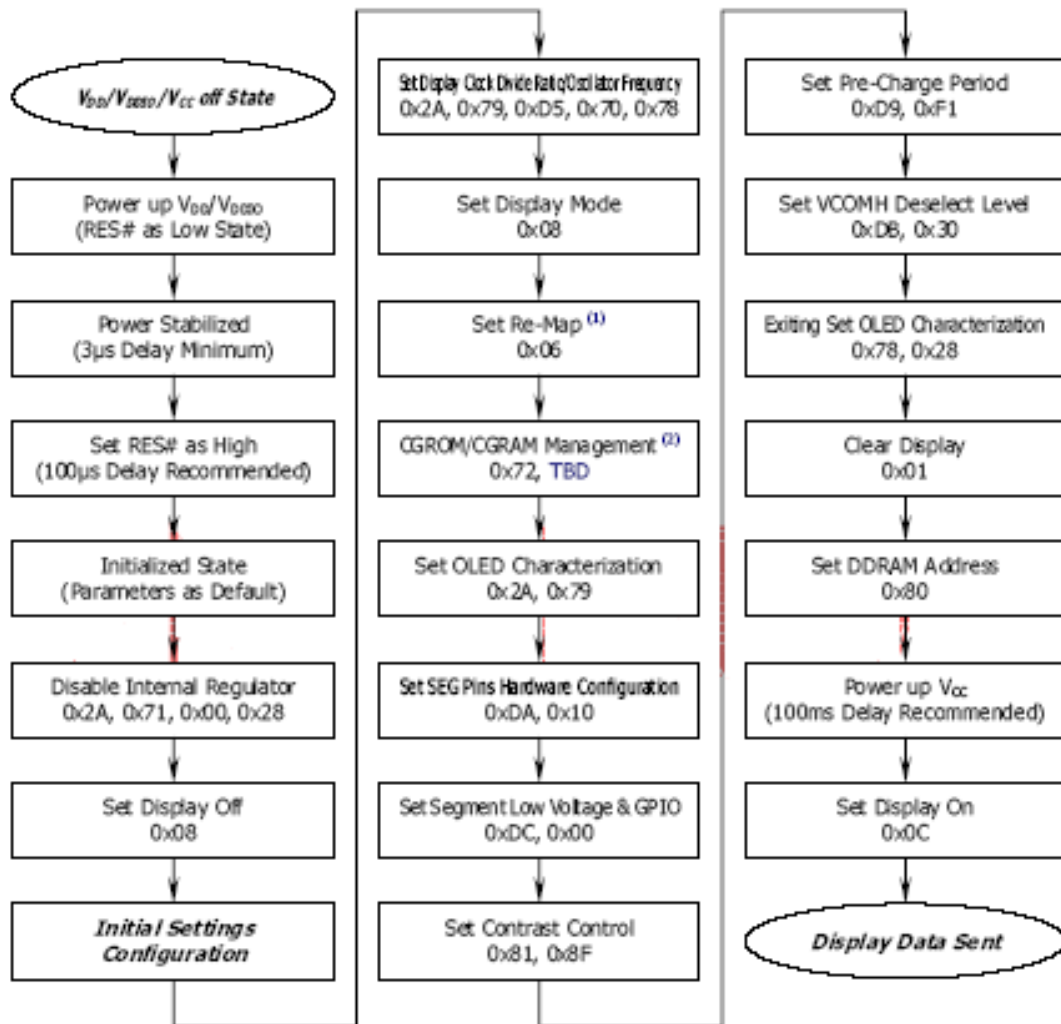 V_DD/V_DDIO/V_CC off State
Power up V_DD/V_DDIO
(RES# as Low State)
Power Stabilized
(3μs Delay Minimum)
Set RES# as High
(100μs Delay Recommended)
Initialized State
(Parameters as Default)
Disable Internal Regulator
0x2A, 0x71, 0x00, 0x28
Set Display Off
0x08
Initial Settings
Configuration
Set Display Clock Divide Ratio/Oscillator Frequency
0x2A, 0x79, 0xD5, 0x70, 0x78
Set Display Mode
0x08
Set Re-Map (1)
0x06
CGROM/CGRAM Management (2)
0x72, TBD
Set OLED Characterization
0x2A, 0x79
Set SEG Pins Hardware Configuration
0xDA, 0x10
Set Segment Low Voltage & GPIO
0xDC, 0x00
Set Contrast Control
0x81, 0x8F
Set Pre-Charge Period
0xD9, 0xF1
Set VCOMH Deselect Level
0xDB, 0x30
Exiting Set OLED Characterization
0x78, 0x28
Clear Display
0x01
Set DDRAM Address
0x80
Power up V_CC
(100ms Delay Recommended)
Set Display On
0x0C
Display Data Sent